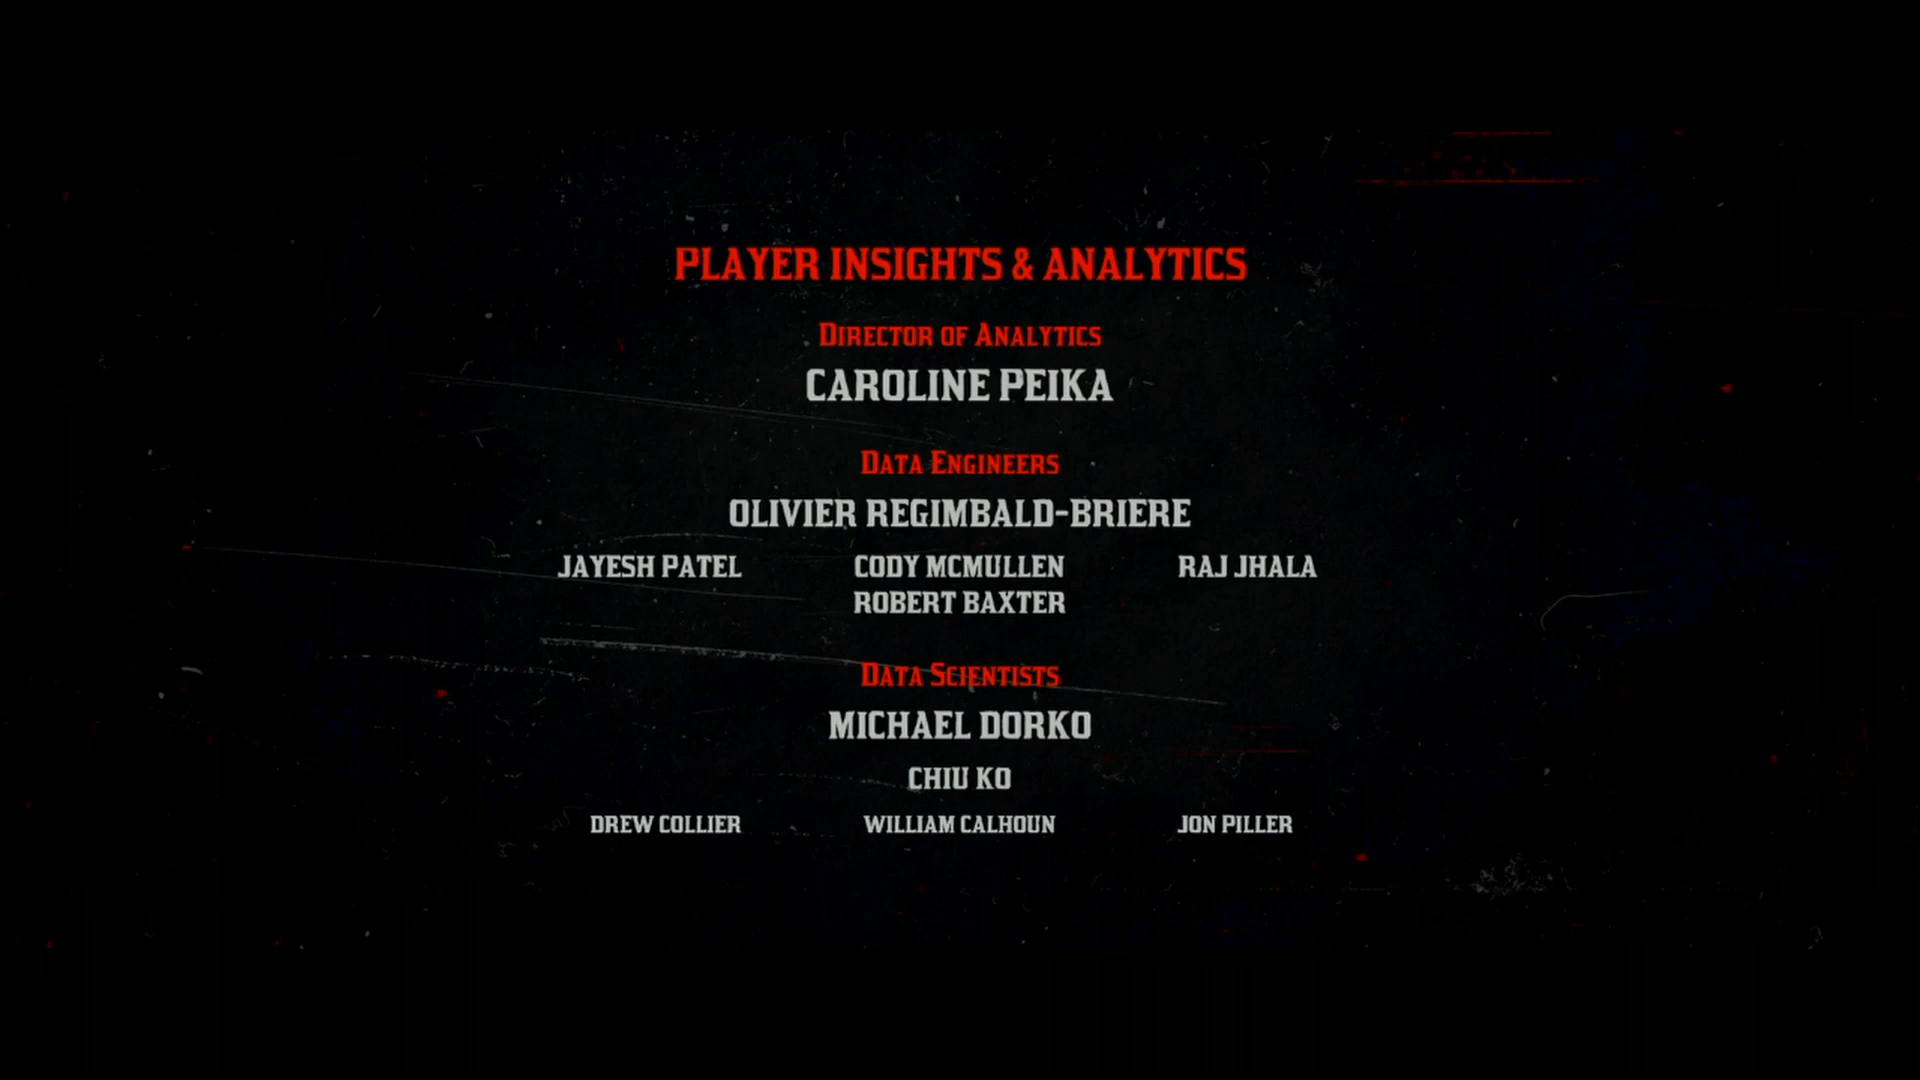 PLAYER INSIGHTS & ANALYTICS
DIRECTOR OF ANALYTICS
CAROLINE PEIKA
DATA ENGINEERS
OLIVIER REGIMBALD-BRIERE
JAYESH PATEL CODY MCMULLEN RAJ JHALA
ROBERT BAXTER
DATA SCIENTISTS
MICHAEL DORKO
CHIU KO
DREW COLLIER WILLIAM CALHOUN JON PILLER